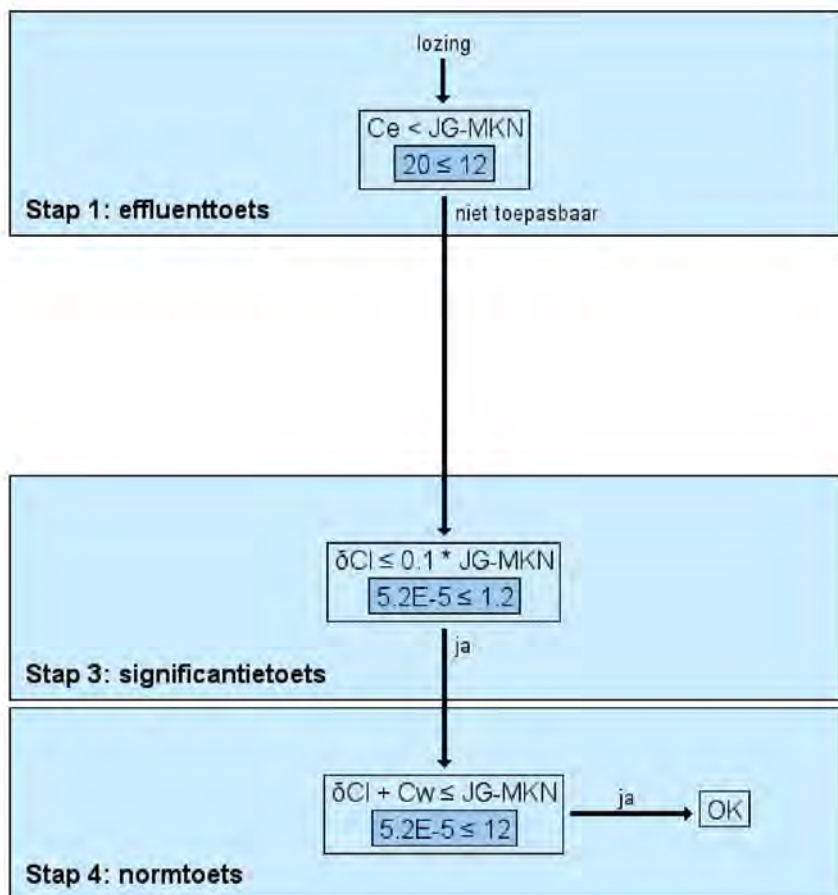 lozing
Ce < JG-MKN
20 ≤ 12
Stap 1: effluenttoets
niet toepasbaar
δCl ≤ 0.1 * JG-MKN
5.2E-5 ≤ 1.2
ja
Stap 3: significantietoets
δCl + Cw ≤ JG-MKN
5.2E-5 ≤ 12
ja
OK
Stap 4: normtoets